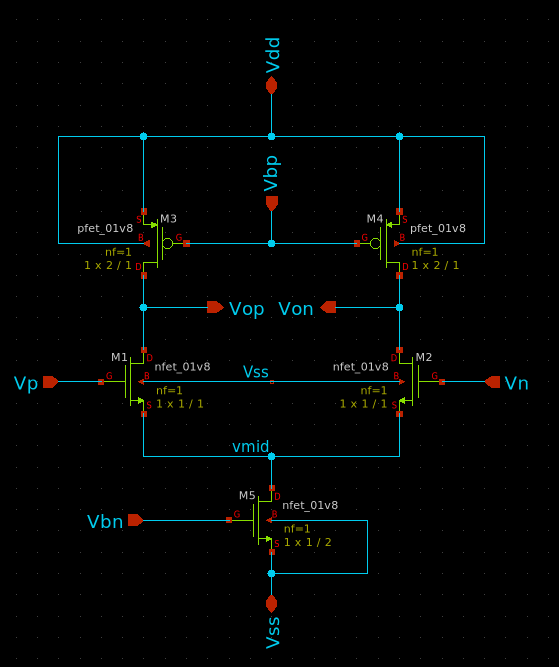 Vdd
Vbp
S
M3
pfet_01v8
B
G
nf=1
1 x 2 / 1
D
M4
S
pfet_01v8
G
B
nf=1
1 x 2 / 1
D
Vop
Von
M1
D
nfet_01v8
Vp
G
B
nf=1
1 x 1 / 1
S
Vss
D
M2
nfet_01v8
B
G
Vn
nf=1
1 x 1 / 1
S
vmid
M5
D
nfet_01v8
Vbn
G
B
nf=1
1 x 1 / 2
S
Vss